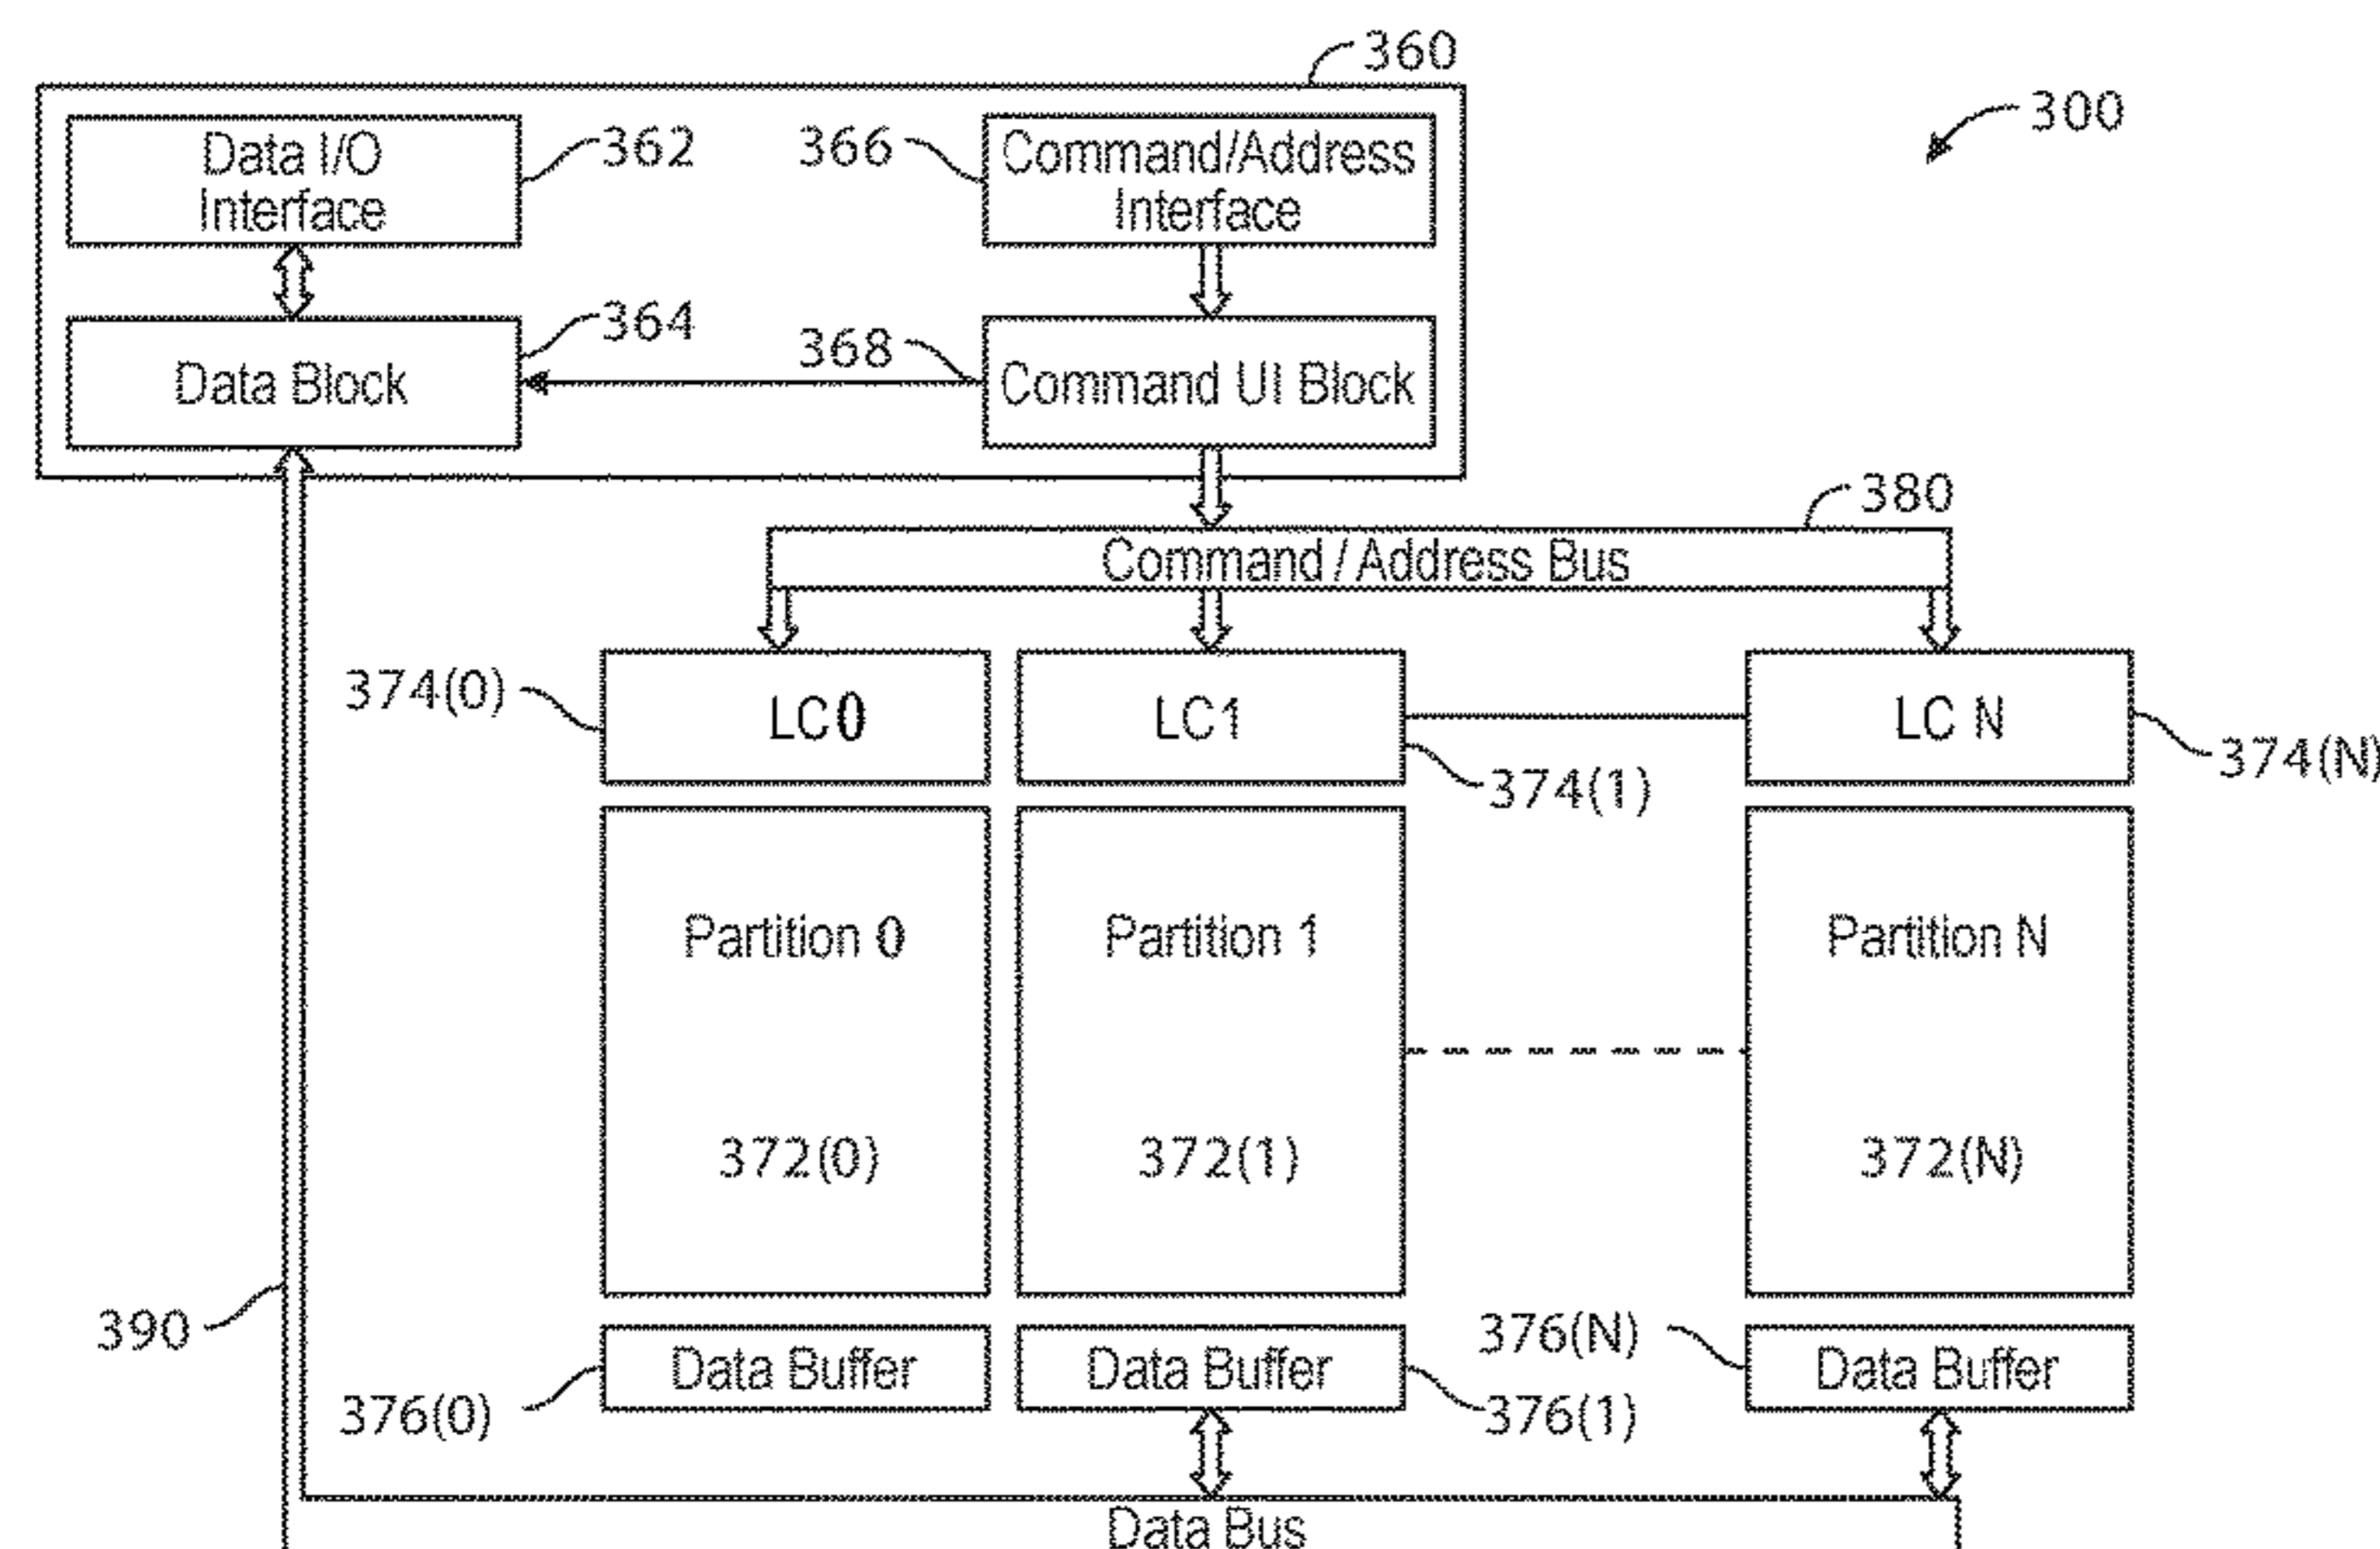 360
300
Data I/O
Interface
362
366
Command/Address
Interface
364
368
Data Block
Command UI Block
380
Command / Address Bus
374(0)
LC0
LC1
LC N
374(1)
374(N)
Partition 0
Partition 1
Partition N
372(0)
372(1)
372(N)
390
376(0)
Data Buffer
Data Buffer
376(1)
376(N)
Data Buffer
Data Bus